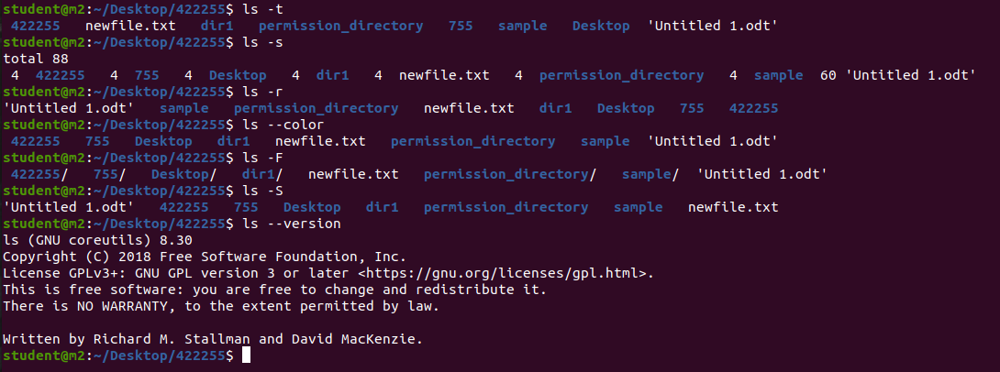 student@m2:~/Desktop/422255$ ls -t
422255   newfile.txt   dir1   permission_directory   755   sample   Desktop  'Untitled 1.odt'
student@m2:~/Desktop/422255$ ls -s
total 88
4  422255   4  755   4  Desktop   4  dir1   4  newfile.txt   4  permission_directory   4  sample  60 'Untitled 1.odt'
student@m2:~/Desktop/422255$ ls -r
'Untitled 1.odt'   sample   permission_directory   newfile.txt   dir1   Desktop   755   422255
student@m2:~/Desktop/422255$ ls --color
422255   755   Desktop   dir1   newfile.txt   permission_directory   sample  'Untitled 1.odt'
student@m2:~/Desktop/422255$ ls -F
422255/   755/   Desktop/   dir1/   newfile.txt   permission_directory/   sample/  'Untitled 1.odt'
student@m2:~/Desktop/422255$ ls -S
'Untitled 1.odt'   422255   755   Desktop   dir1   permission_directory   sample   newfile.txt
student@m2:~/Desktop/422255$ ls --version
ls (GNU coreutils) 8.30
Copyright (C) 2018 Free Software Foundation, Inc.
License GPLv3+: GNU GPL version 3 or later <https://gnu.org/licenses/gpl.html>.
This is free software: you are free to change and redistribute it.
There is NO WARRANTY, to the extent permitted by law.
Written by Richard M. Stallman and David MacKenzie.
student@m2:~/Desktop/422255$